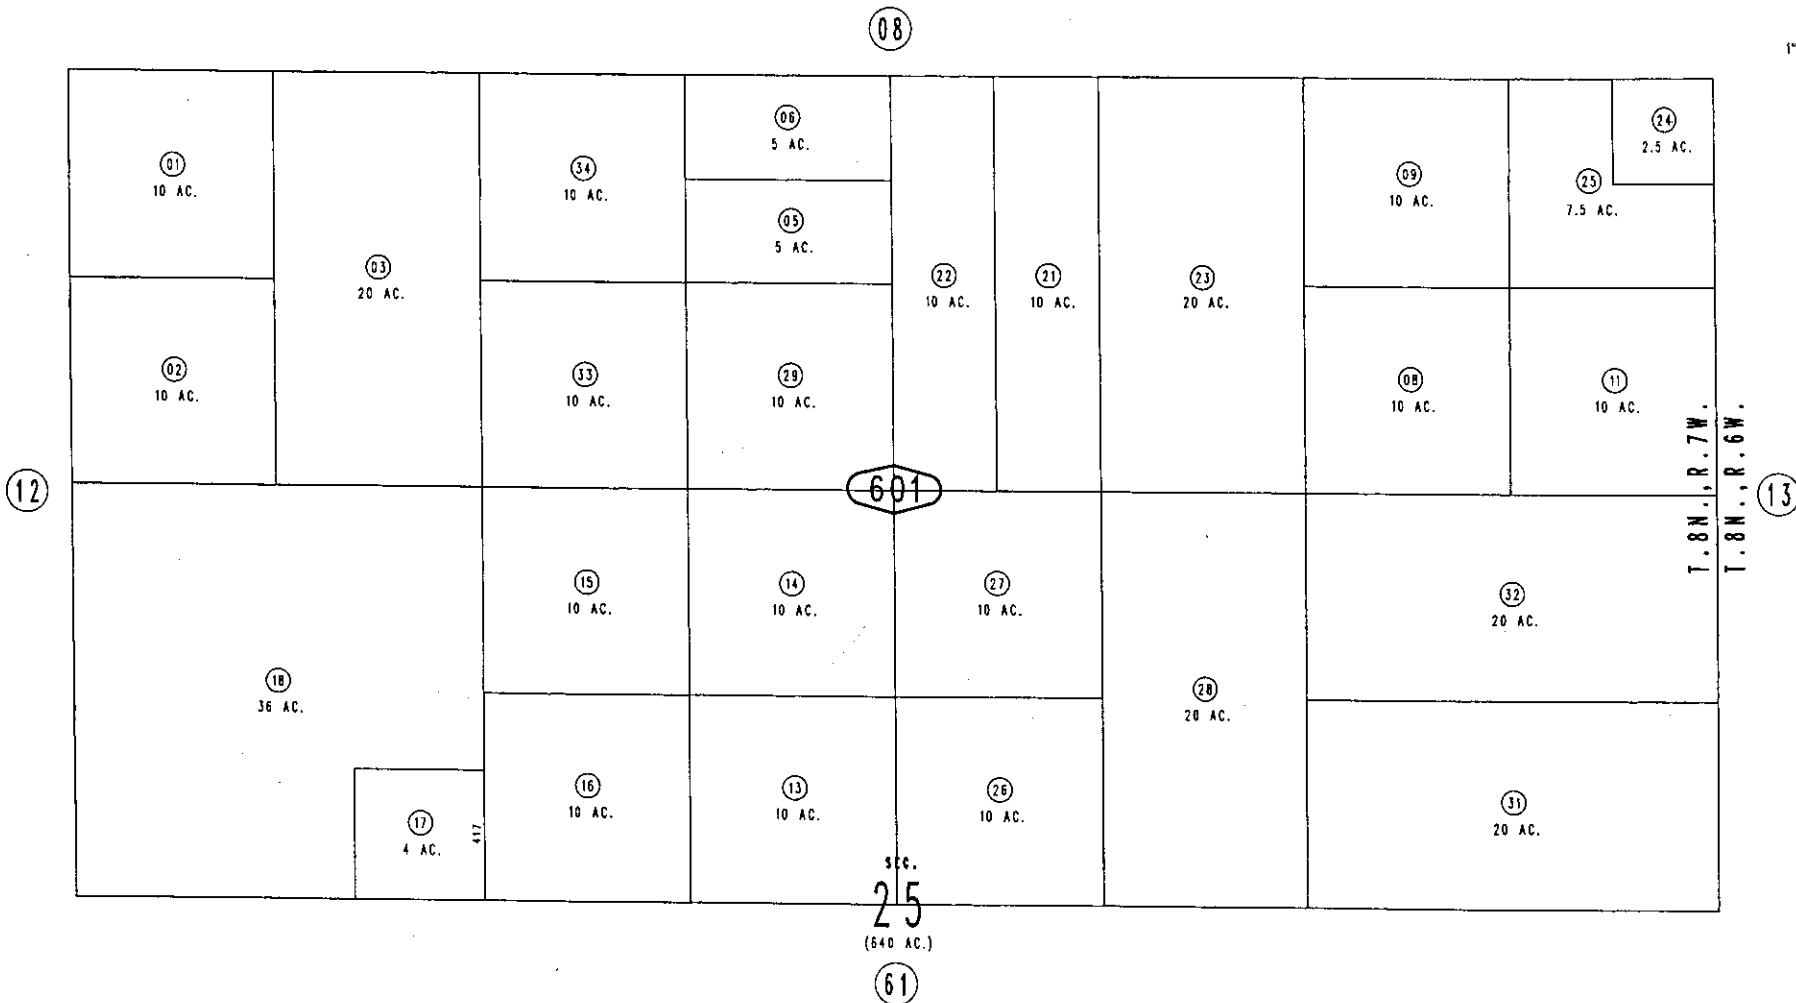 08
1"
01
10 AC.
03
20 AC.
34
10 AC.
06
5 AC.
05
5 AC.
22
10 AC.
21
10 AC.
23
20 AC.
09
10 AC.
25
7.5 AC.
24
2.5 AC.
02
10 AC.
33
10 AC.
29
10 AC.
08
10 AC.
11
10 AC.
12
601
13
T.8N.,R.7W.
T.8N.,R.6W.
18
36 AC.
15
10 AC.
14
10 AC.
27
10 AC.
28
20 AC.
32
20 AC.
17
4 AC.
417
16
10 AC.
13
10 AC.
26
10 AC.
31
20 AC.
SEC.
25
(640 AC.)
61